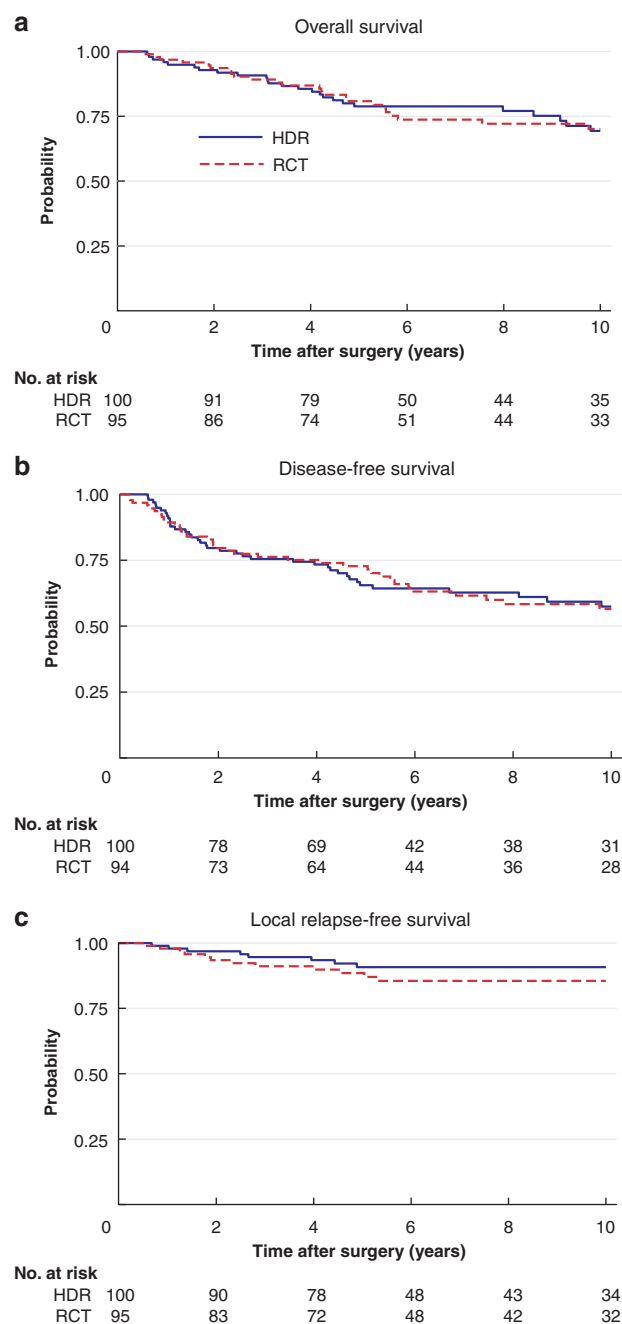 a
Overall survival
1.00
0.75
0.50
0.25
Probability
HDR
RCT
0 2 4 6 8 10
Time after surgery (years)
No. at risk
HDR 100 91 79 50 44 35
RCT 95 86 74 51 44 33
b
Disease-free survival
1.00
0.75
0.50
0.25
Probability
0 2 4 6 8 10
Time after surgery (years)
No. at risk
HDR 100 78 69 42 38 31
RCT 94 73 64 44 36 28
c
Local relapse-free survival
1.00
0.75
0.50
0.25
Probability
0 2 4 6 8 10
Time after surgery (years)
No. at risk
HDR 100 90 78 48 43 34
RCT 95 83 72 48 42 32